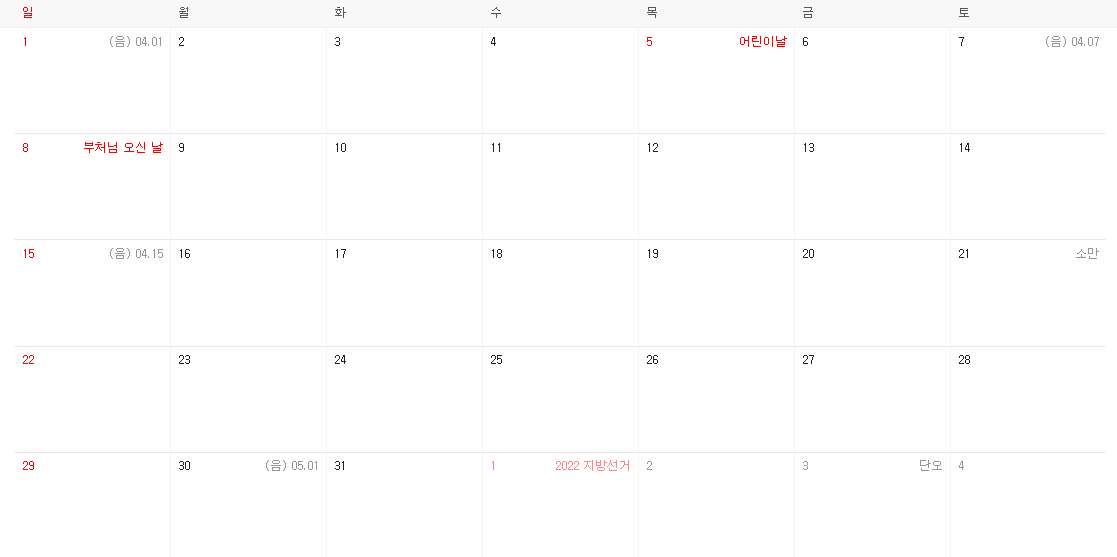 일 월 화 수 목 금 토
1 (음) 04.01 2 3 4 5 어린이날 6 7 (음) 04.07
8 부처님 오신 날 9 10 11 12 13 14
15 (음) 04.15 16 17 18 19 20 21 소만
22 23 24 25 26 27 28
29 30 (음) 05.01 31 1 2022 지방선거 2 3 단오 4